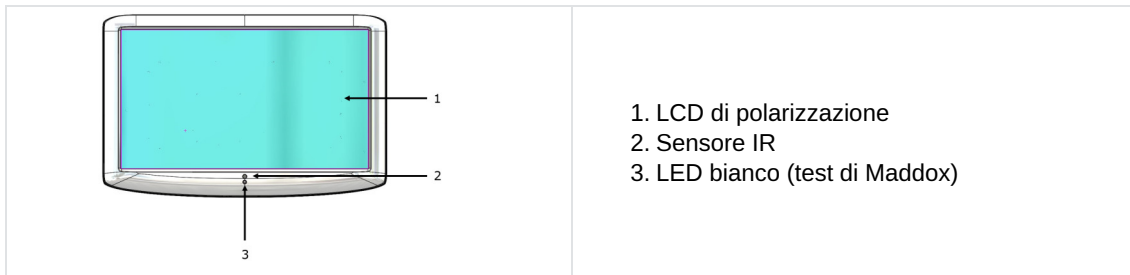 1
2
3
1. LCD di polarizzazione
2. Sensore IR
3. LED bianco (test di Maddox)